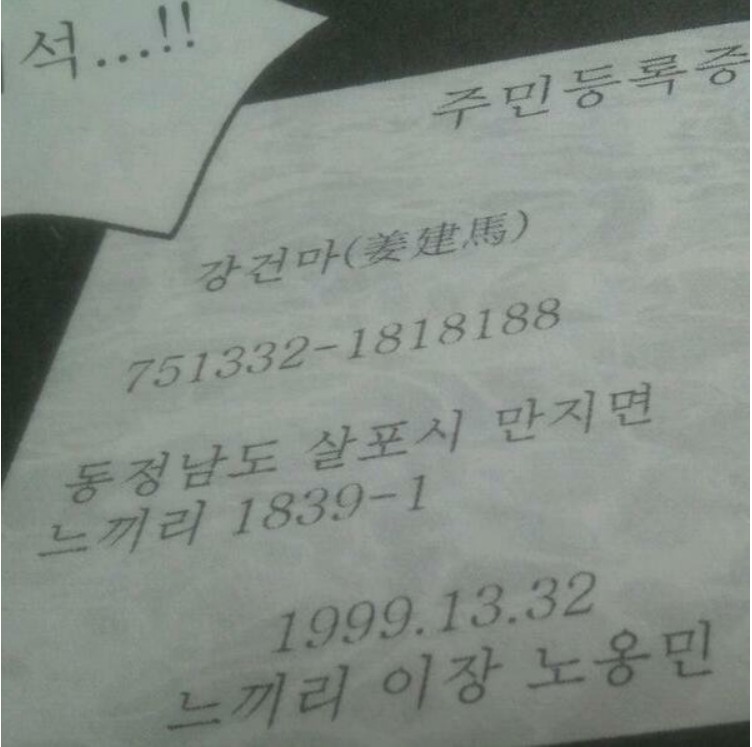 석...!!
주민등록증
강건마(姜建馬)
751332-1818188
동정남도 살포시 만지면
느끼리 1839-1
1999.13.32
느끼리 이장 노옹민